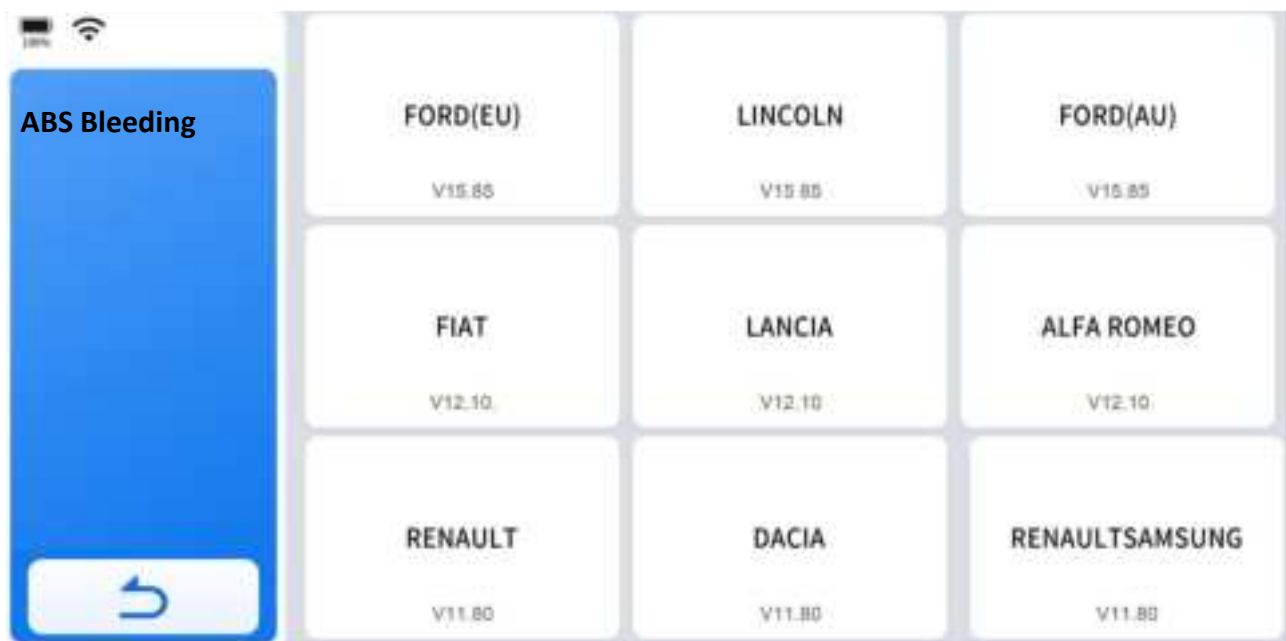 100%
ABS Bleeding
FORD(EU)
LINCOLN
FORD(AU)
V15.85
V15.85
V15.85
FIAT
LANCIA
ALFA ROMEO
V12.10
V12.10
V12.10
RENAULT
DACIA
RENAULTSAMSUNG
V11.80
V11.80
V11.80